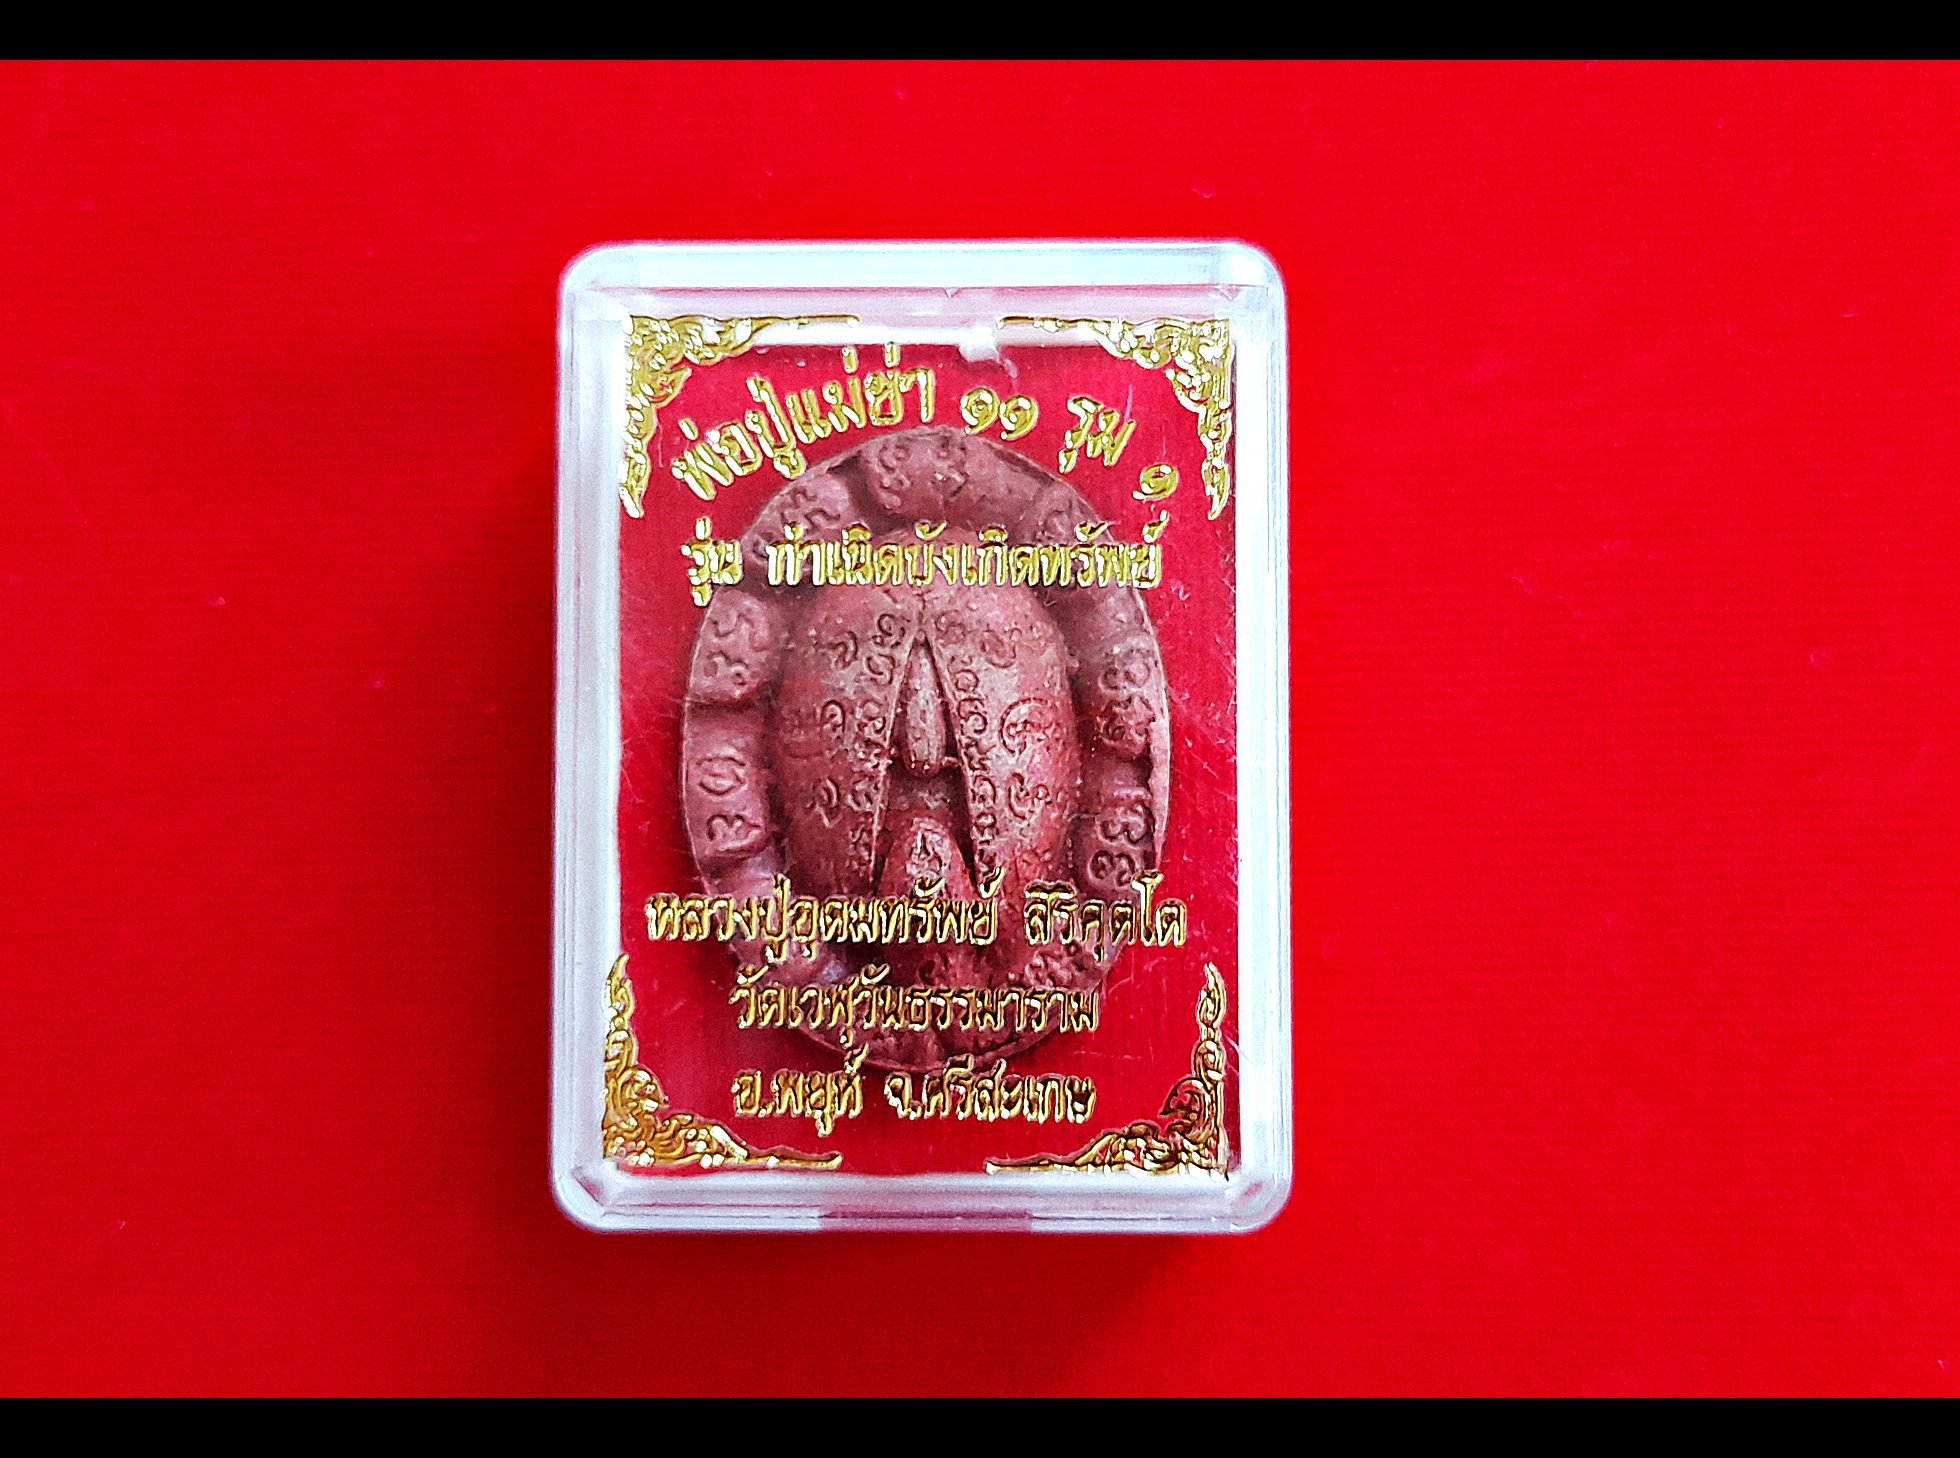 พ่อปู่แม่ย่า ๑๑ รุม ๑
รุ่น กำเนิดบังเกิดทรัพย์
หลวงปู่อุดมทรัพย์ สิริคุตโต
วัดเวฬุวันธรรมาราม
อ.พยุห์ จ.ศรีสะเกษ